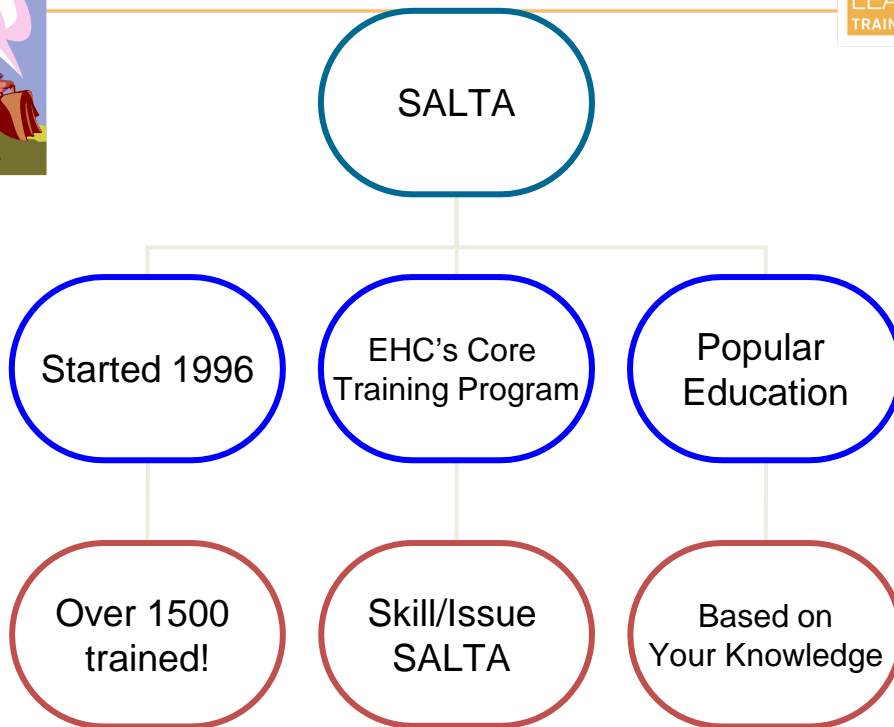 TRAIN
SALTA
Started 1996
EHC's Core
Training Program
Popular
Education
Over 1500
trained!
Skill/Issue
SALTA
Based on
Your Knowledge